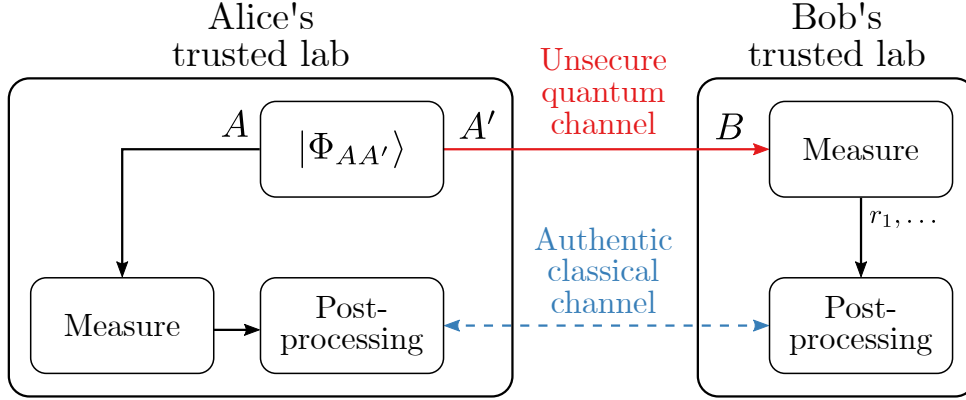 Alice's
trusted lab
Bob's
trusted lab
Unsecure
quantum
channel
A
|Φ_{AA′}⟩
A′
B
Measure
r₁, …
Authentic
classical
channel
Measure
Post-
processing
Post-
processing